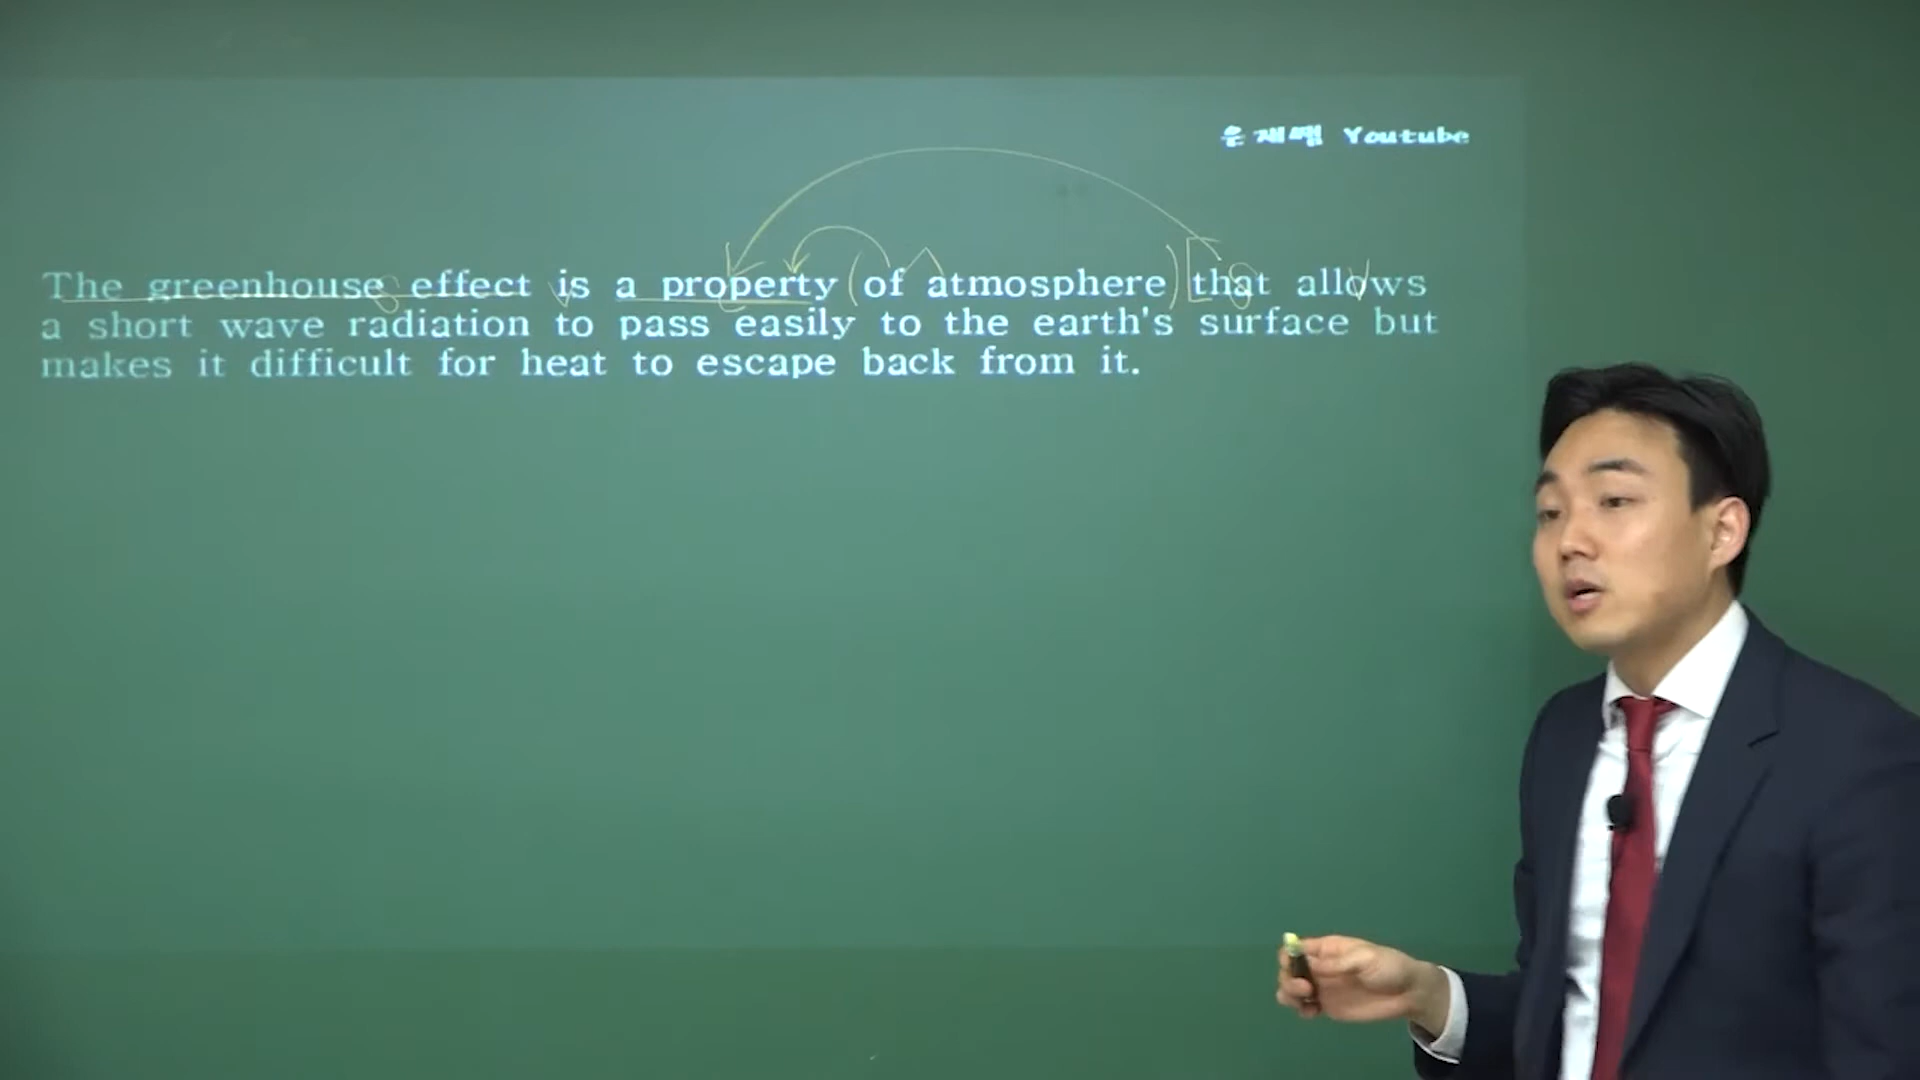 은재쌤 Youtube
The greenhouse effect is a property of atmosphere that allows
a short wave radiation to pass easily to the earth's surface but
makes it difficult for heat to escape back from it.